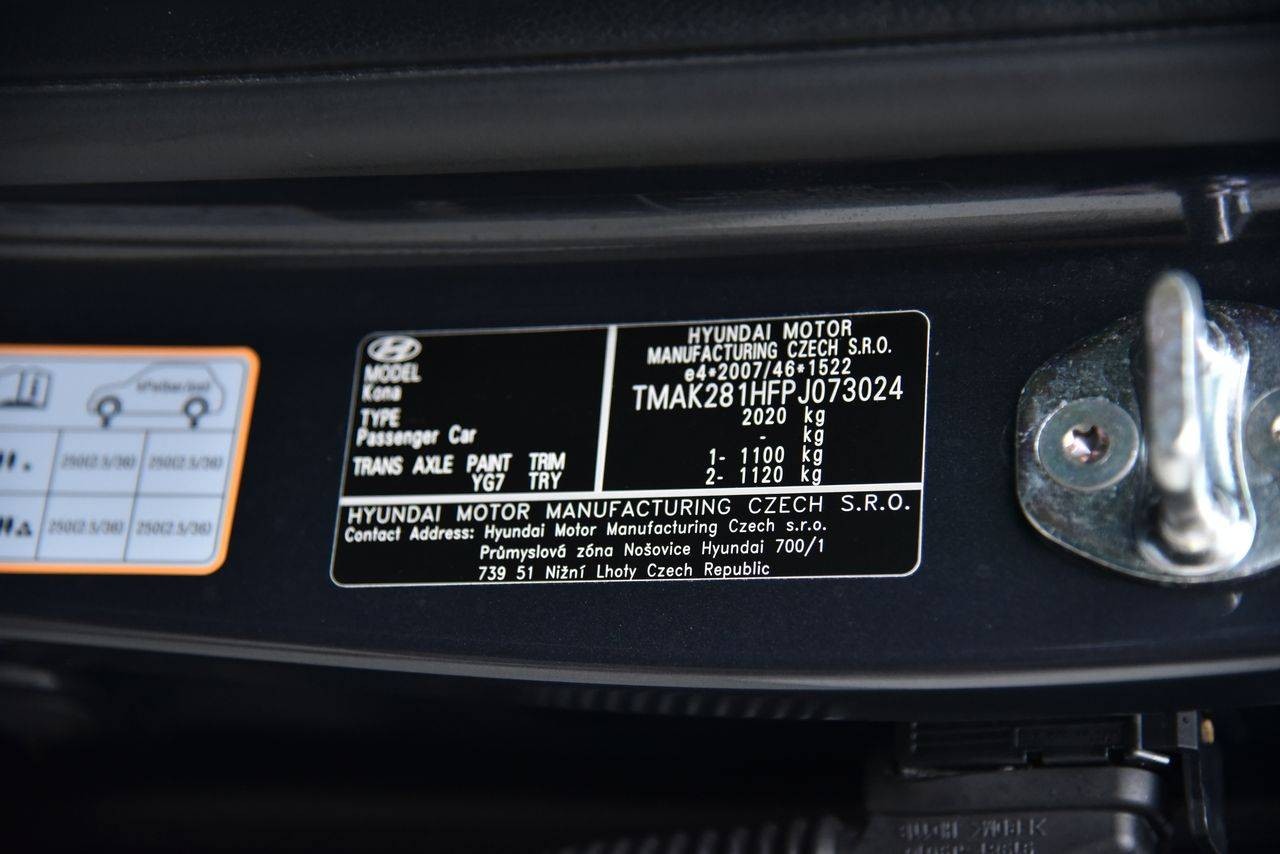 kPa(bar/psi)
250(2.5/36) 250(2.5/36)
250(2.5/36) 250(2.5/36)
MODEL
Kona
TYPE
Passenger Car
TRANS AXLE PAINT TRIM
YG7 TRY
HYUNDAI MOTOR
MANUFACTURING CZECH S.R.O.
e4*2007/46*1522
TMAK281HFPJ073024
2020 kg
- kg
1- 1100 kg
2- 1120 kg
HYUNDAI MOTOR MANUFACTURING CZECH S.R.O.
Contact Address: Hyundai Motor Manufacturing Czech s.r.o.
Průmyslová zóna Nošovice Hyundai 700/1
739 51 Nižní Lhoty Czech Republic